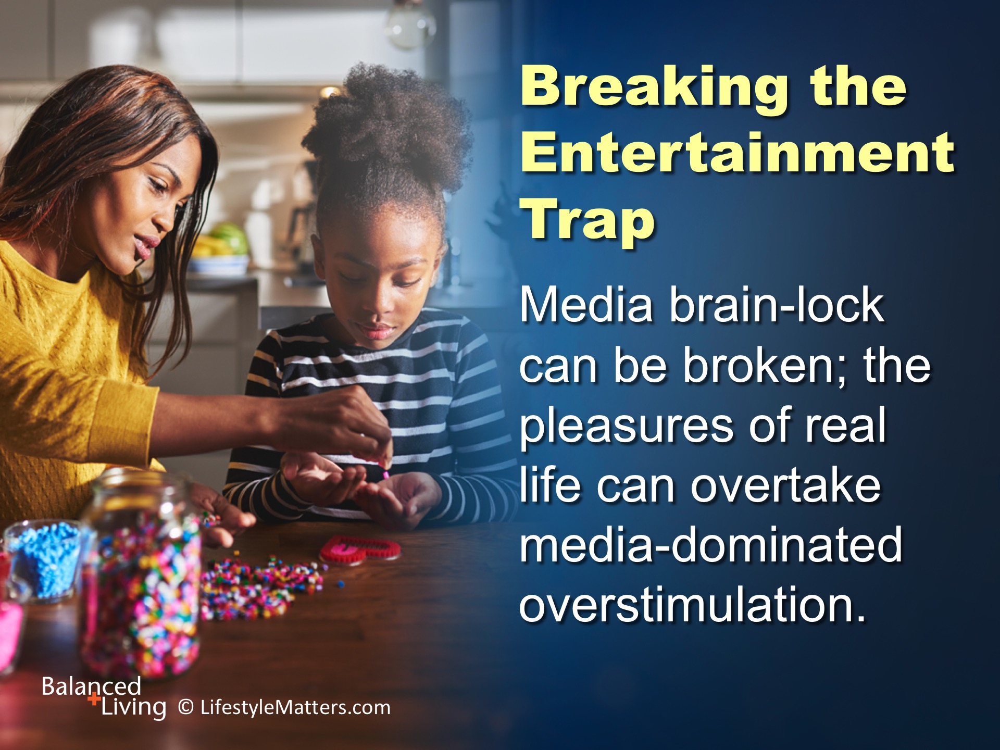 Breaking the
Entertainment
Trap
Media brain-lock
can be broken; the
pleasures of real
life can overtake
media-dominated
overstimulation.
Balanced
Living © LifestyleMatters.com